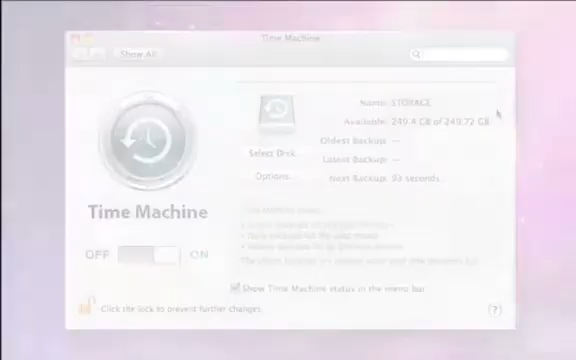 Time Machine
Show All
Name: STORAGE
Available: 249.4 GB of 249.72 GB
Oldest Backup: --
Select Disk...
Latest Backup: --
Options...
Next Backup: 93 seconds
Time Machine
OFF ON
Show Time Machine status in the menu bar
Click the lock to prevent further changes.
?